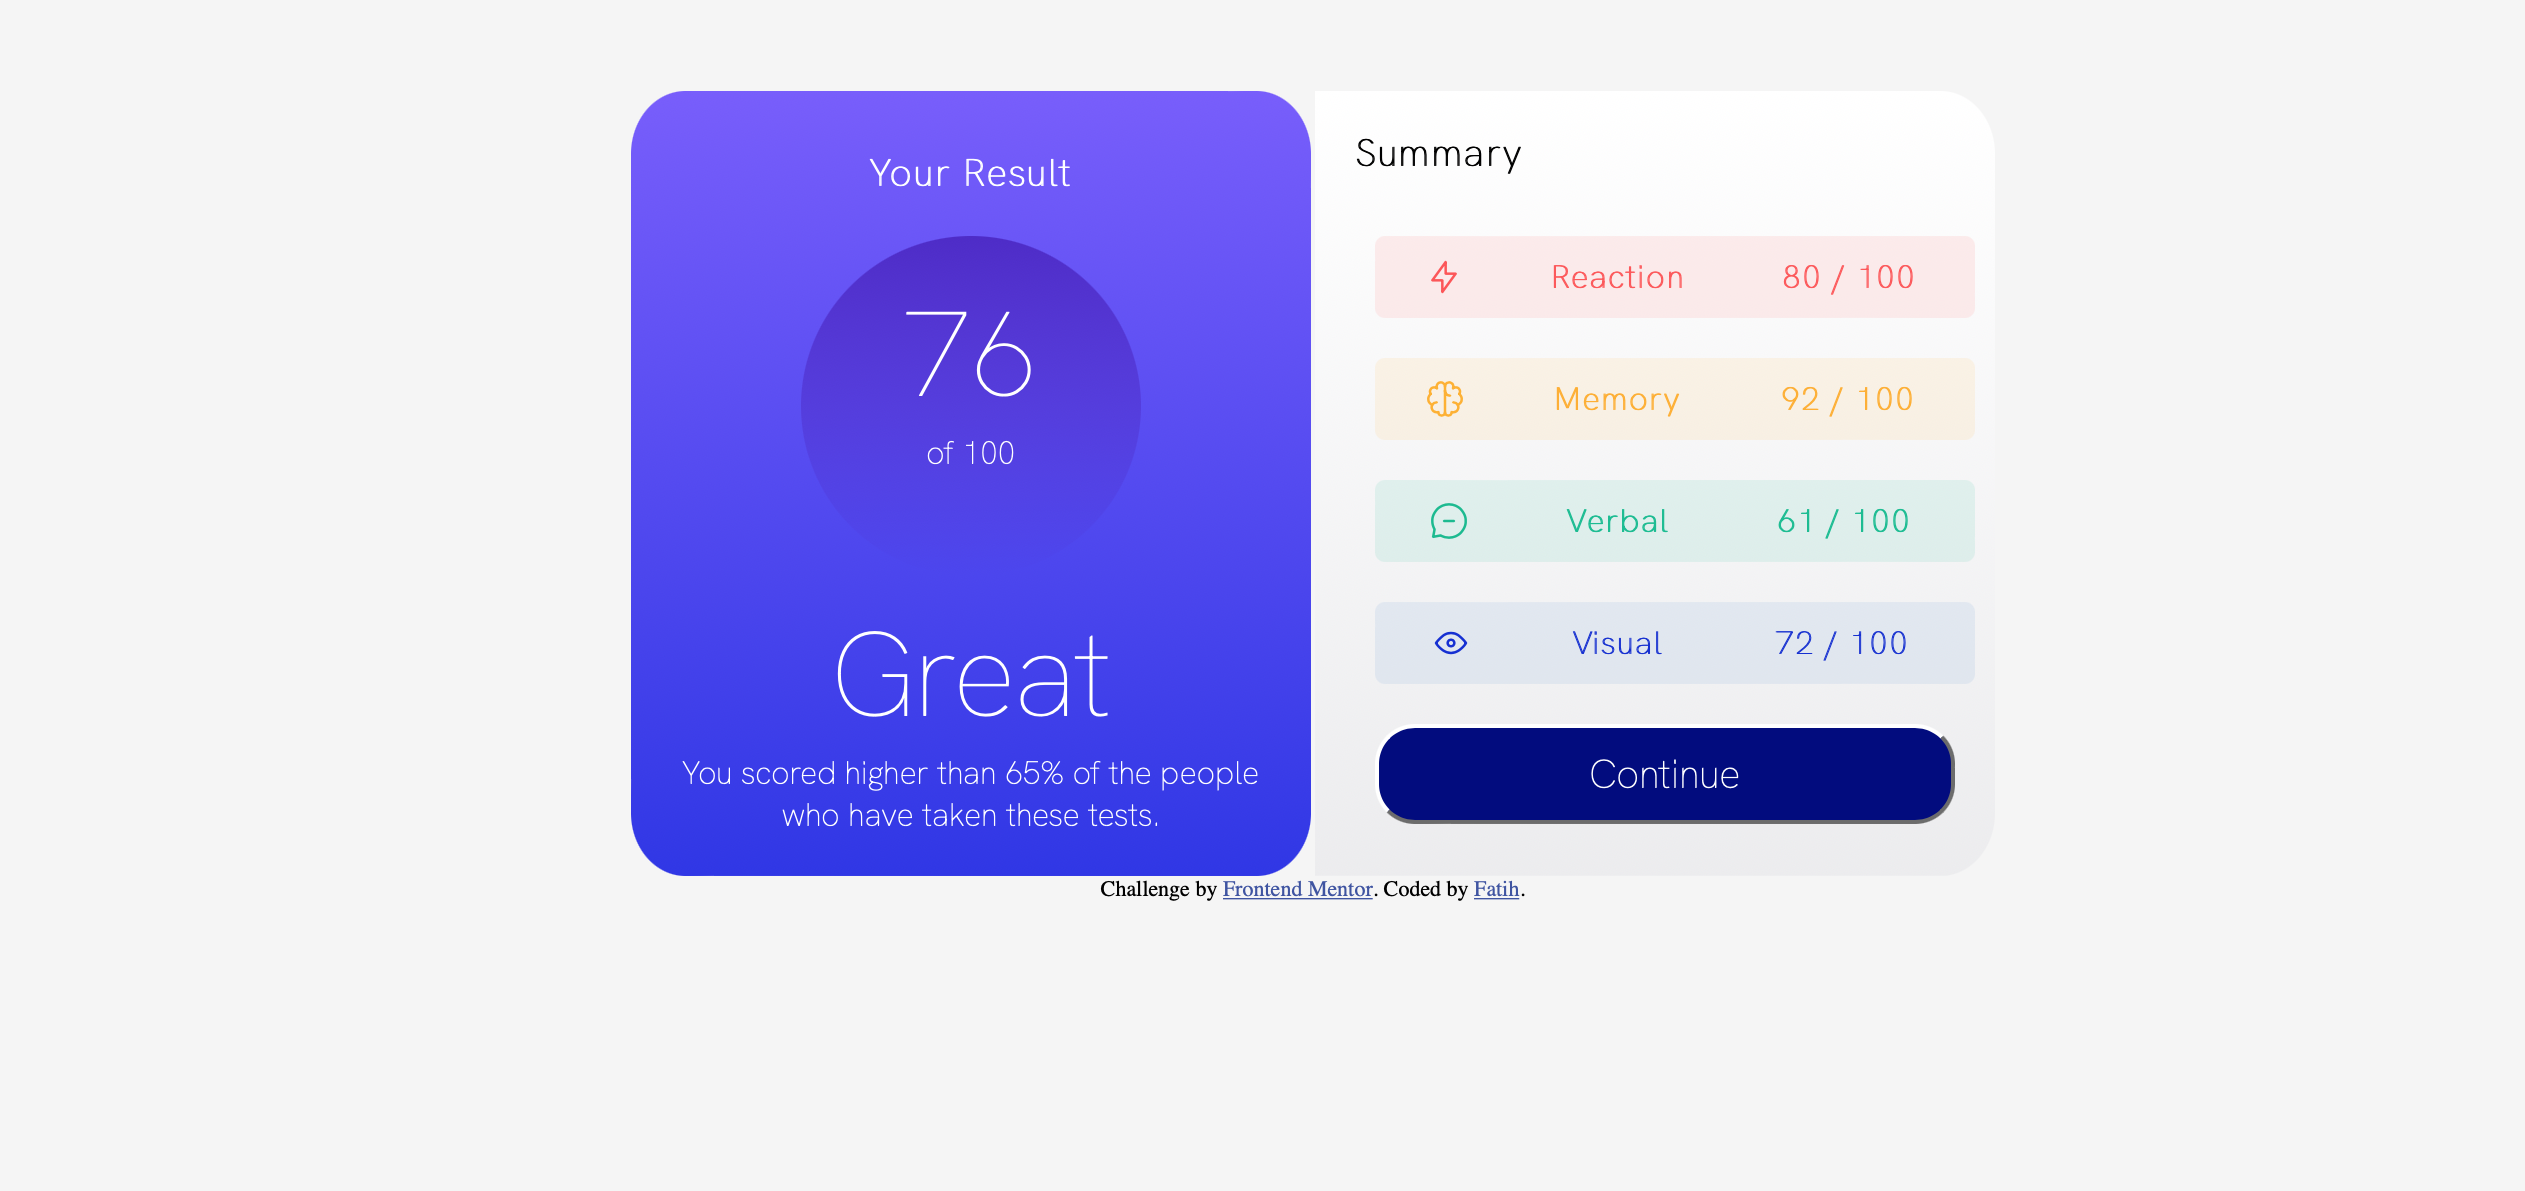 Your Result
76
of 100
Great
You scored higher than 65% of the people
who have taken these tests.
Summary
Reaction 80 / 100
Memory 92 / 100
Verbal 61 / 100
Visual 72 / 100
Continue
Challenge by Frontend Mentor. Coded by Fatih.